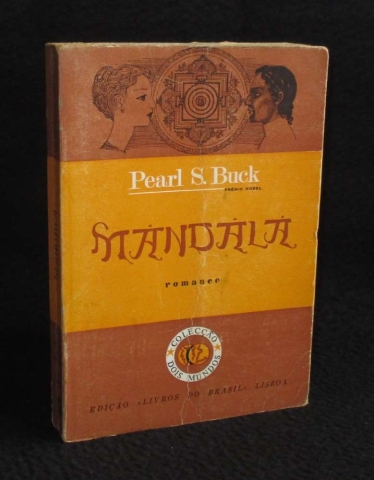 Pearl S. Buck
PRÉMIO NOBEL
MANDALA
romance
COLECÇÃO
DOIS MUNDOS
EDIÇÃO «LIVROS DO BRASIL» LISBOA